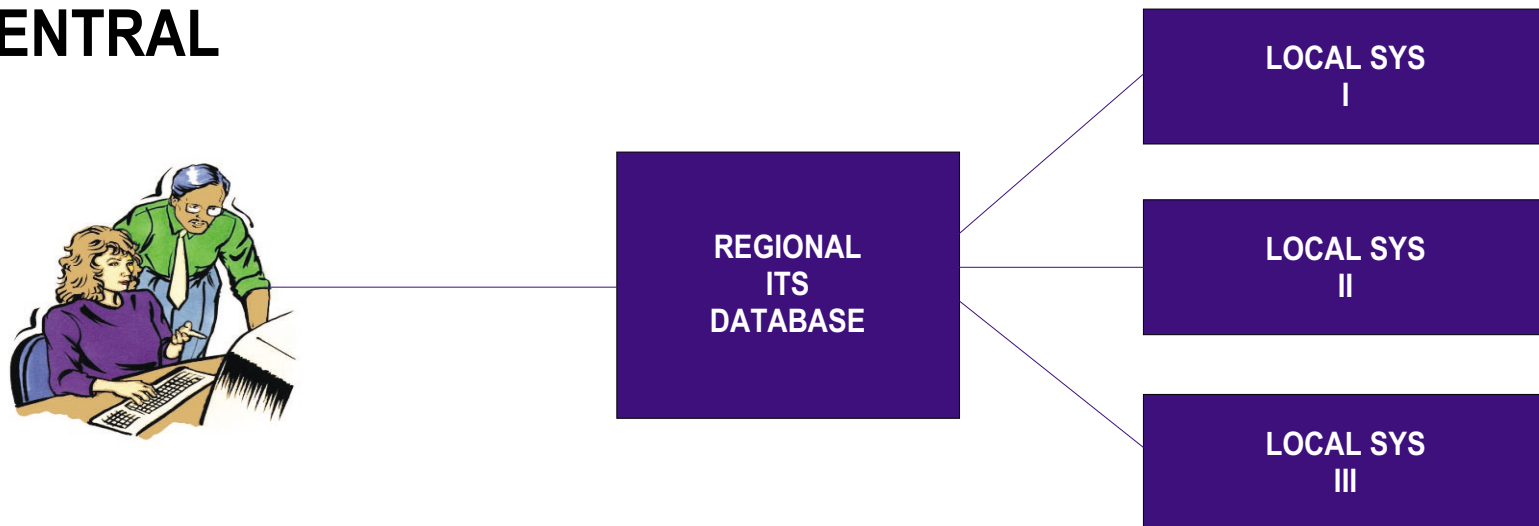 ENTRAL
LOCAL SYS
I
REGIONAL
ITS
DATABASE
LOCAL SYS
II
LOCAL SYS
III